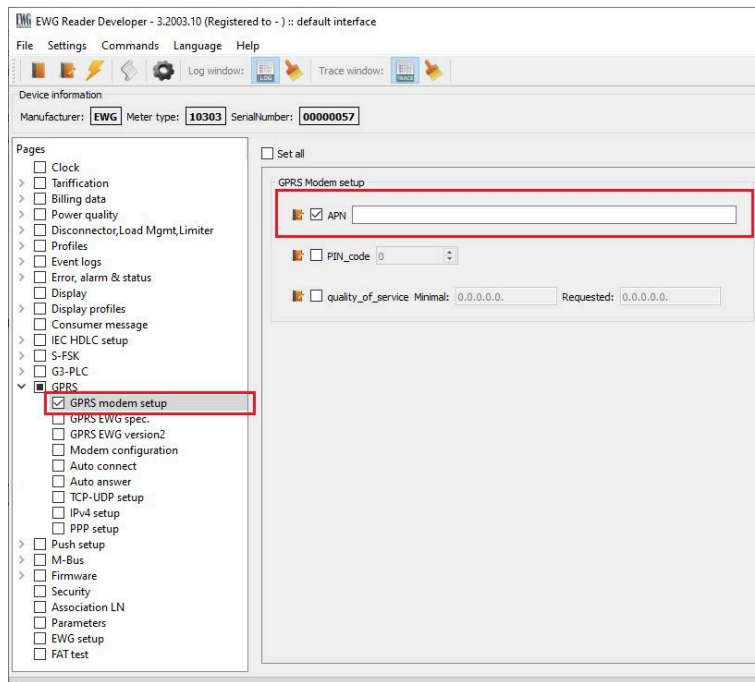 EWG EWG Reader Developer - 3.2003.10 (Registered to - ) :: default interface
File Settings Commands Language Help
Log window: LOG Trace window: TRACE
Device information
Manufacturer: EWG Meter type: 10303 SerialNumber: 00000057
Pages
Clock
Tariffication
Billing data
Power quality
Disconnector,Load Mgmt,Limiter
Profiles
Event logs
Error, alarm & status
Display
Display profiles
Consumer message
IEC HDLC setup
S-FSK
G3-PLC
GPRS
GPRS modem setup
GPRS EWG spec.
GPRS EWG version2
Modem configuration
Auto connect
Auto answer
TCP-UDP setup
IPv4 setup
PPP setup
Push setup
M-Bus
Firmware
Security
Association LN
Parameters
EWG setup
FAT test
Set all
GPRS Modem setup
APN
PIN_code 0
quality_of_service Minimal: 0.0.0.0.0. Requested: 0.0.0.0.0.